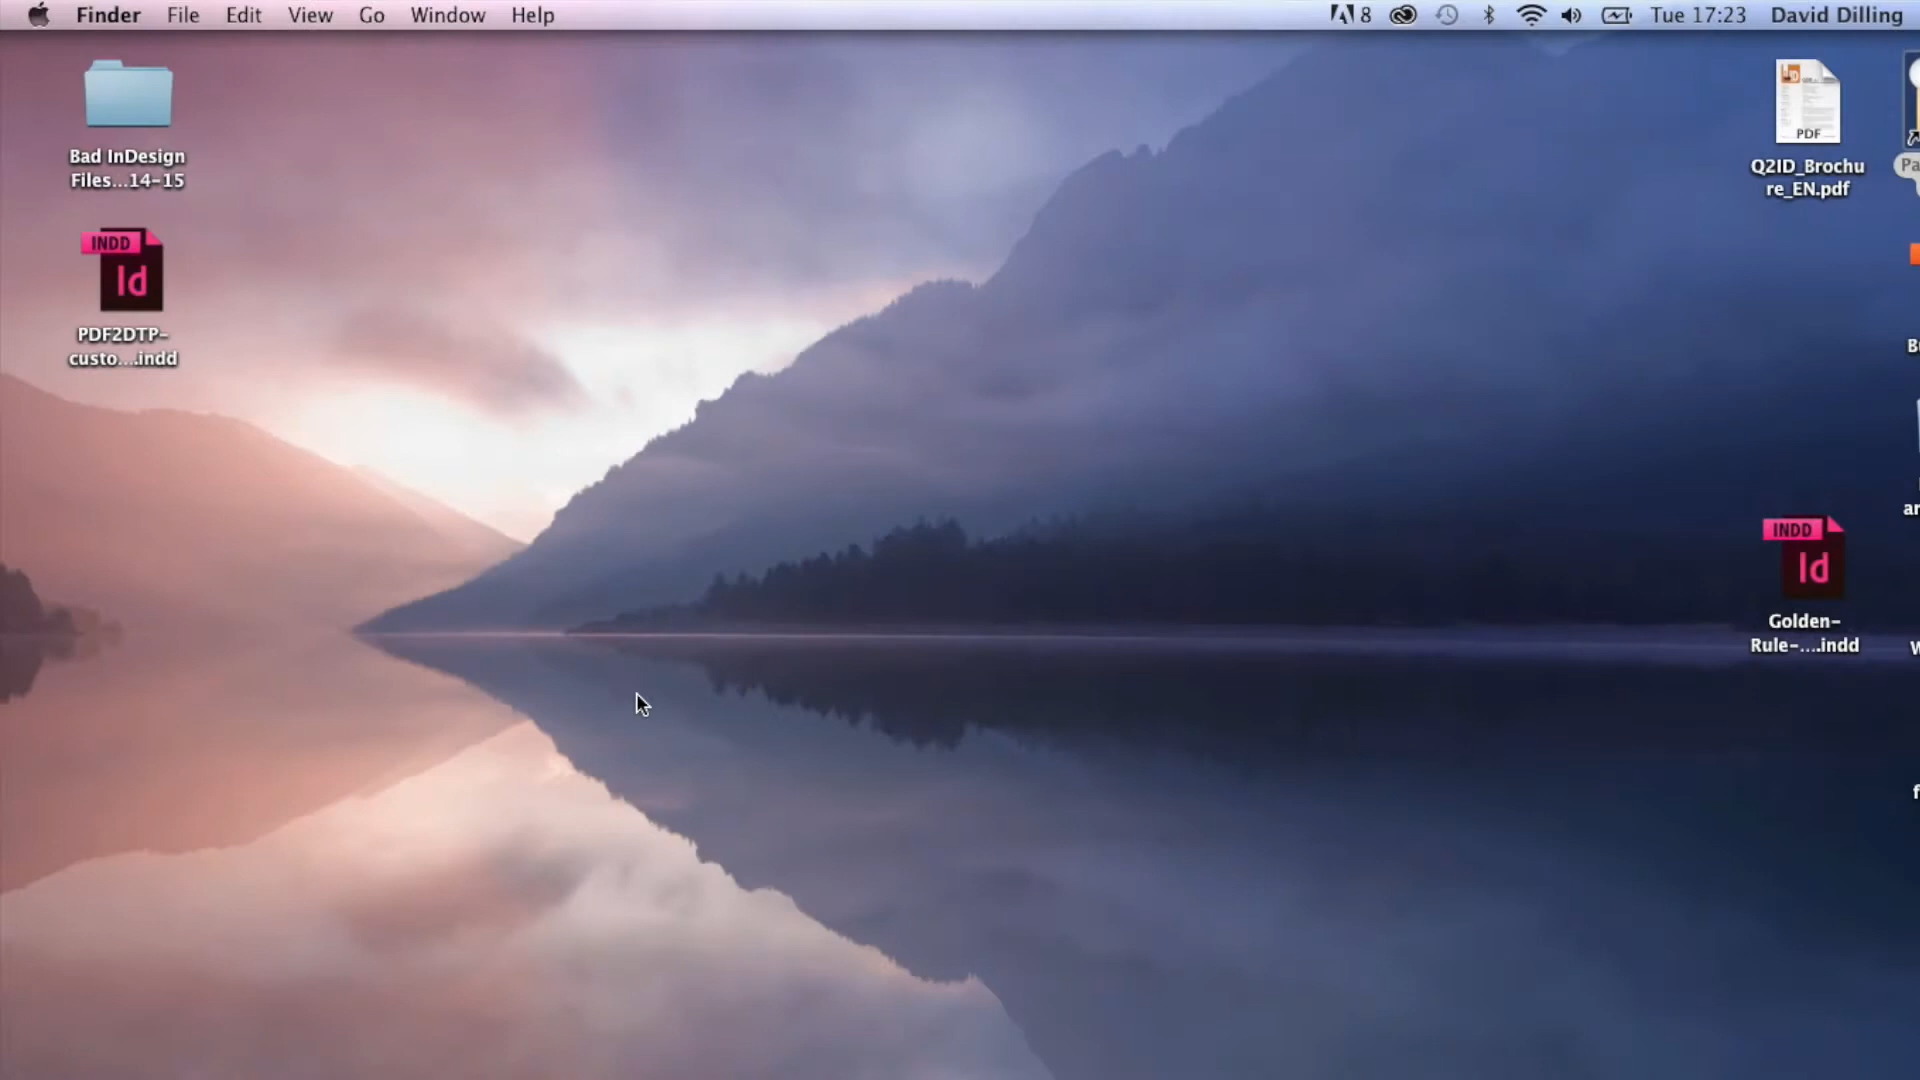 Finder File Edit View Go Window Help 8 Tue 17:23 David Dilling
Bad InDesign
Files...14-15
INDD
Id
PDF2DTP-
custo....indd
PDF
Q2ID_Brochu
re_EN.pdf
INDD
Id
Golden-
Rule-....indd
Pa